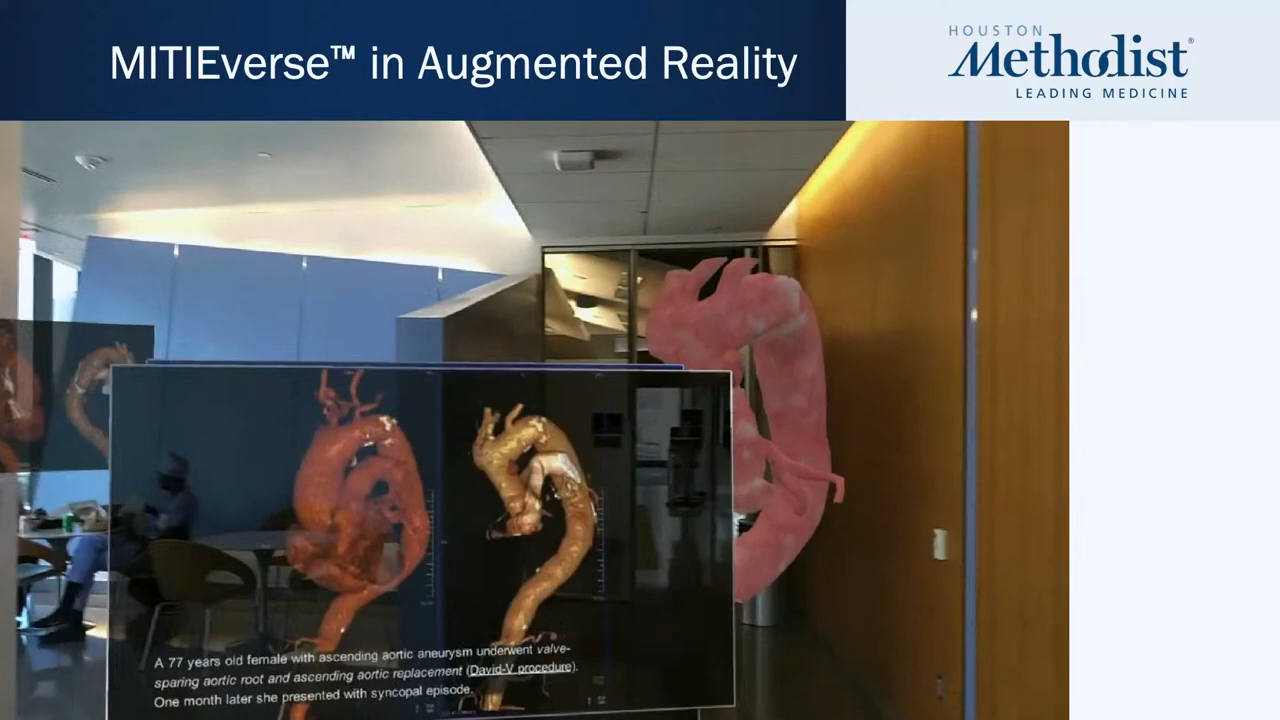 MITIEverse™ in Augmented Reality
HOUSTON
Methodist®
LEADING MEDICINE
A 77 years old female with ascending aortic aneurysm underwent valve-
sparing aortic root and ascending aortic replacement (David-V procedure).
One month later she presented with syncopal episode.